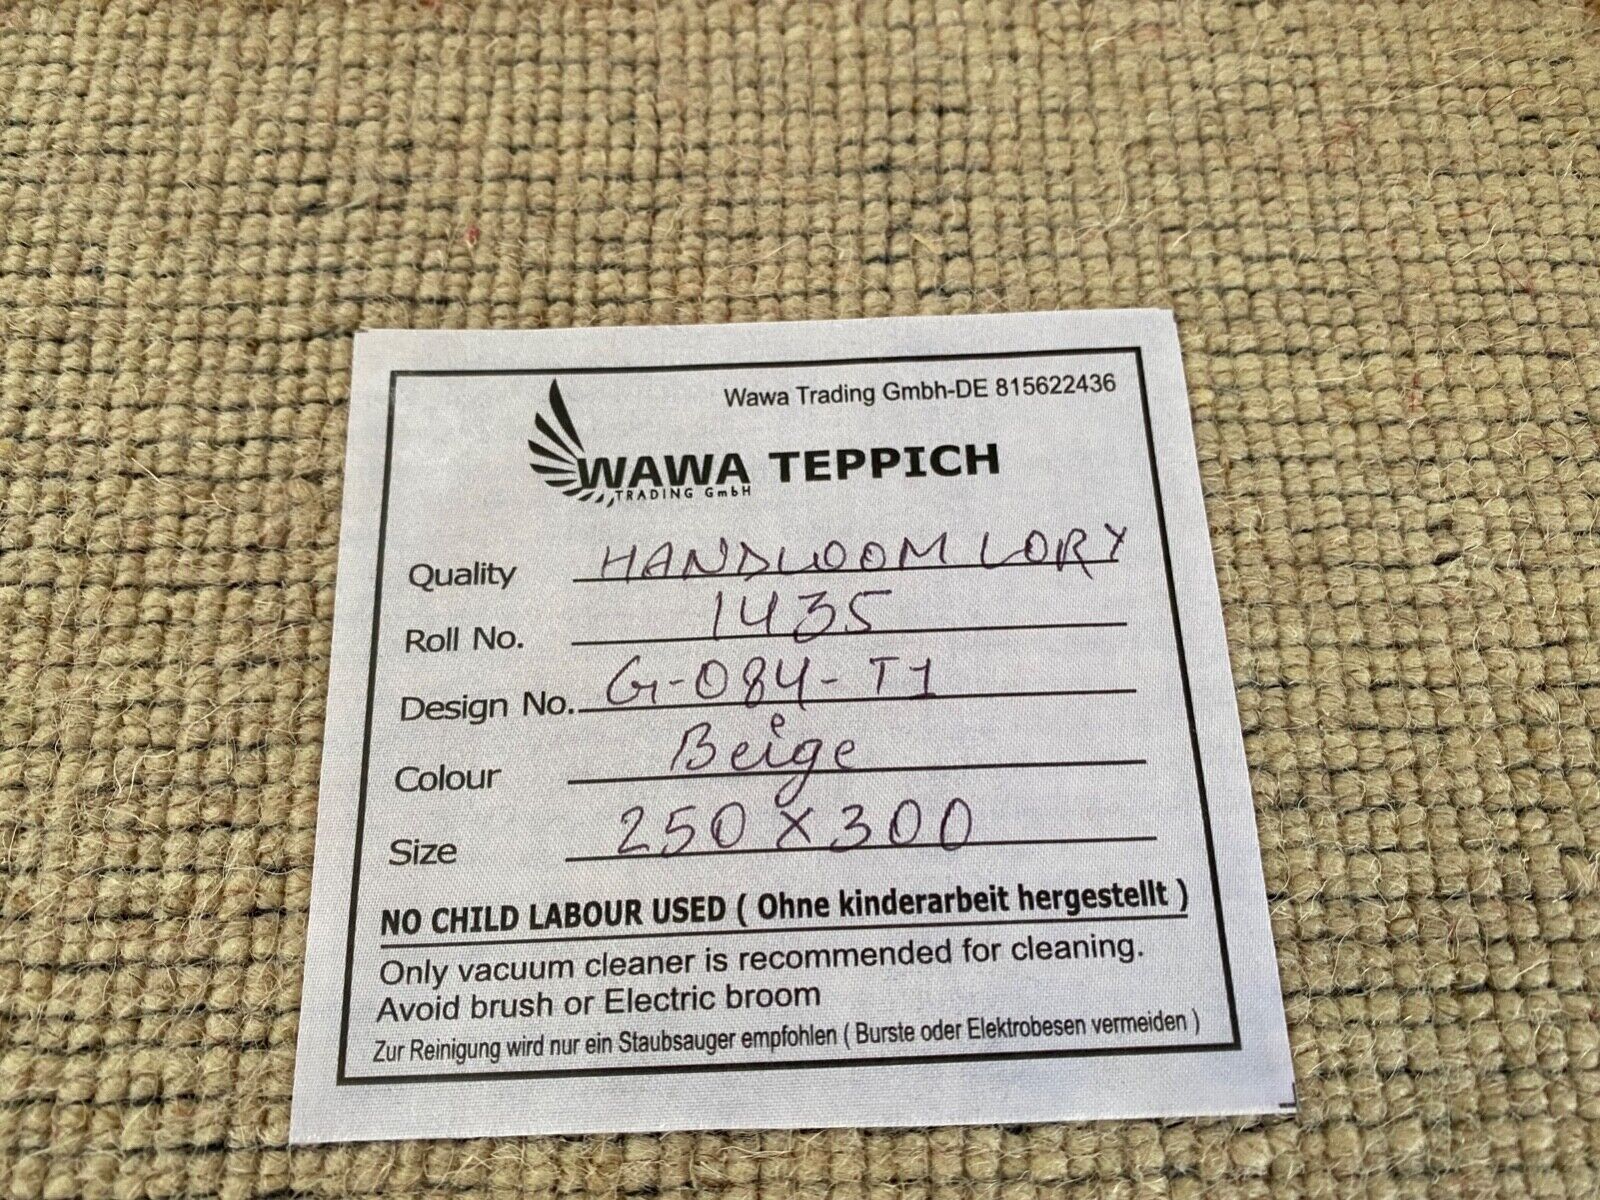 Wawa Trading Gmbh-DE 815622436
WAWA TEPPICH
TRADING GmbH
Quality HANDLOOM LORY
Roll No. 1435
Design No. G-084-T1
Colour Beige
Size 250 X 300
NO CHILD LABOUR USED ( Ohne kinderarbeit hergestellt )
Only vacuum cleaner is recommended for cleaning.
Avoid brush or Electric broom
Zur Reinigung wird nur ein Staubsauger empfohlen ( Burste oder Elektrobesen vermeiden )